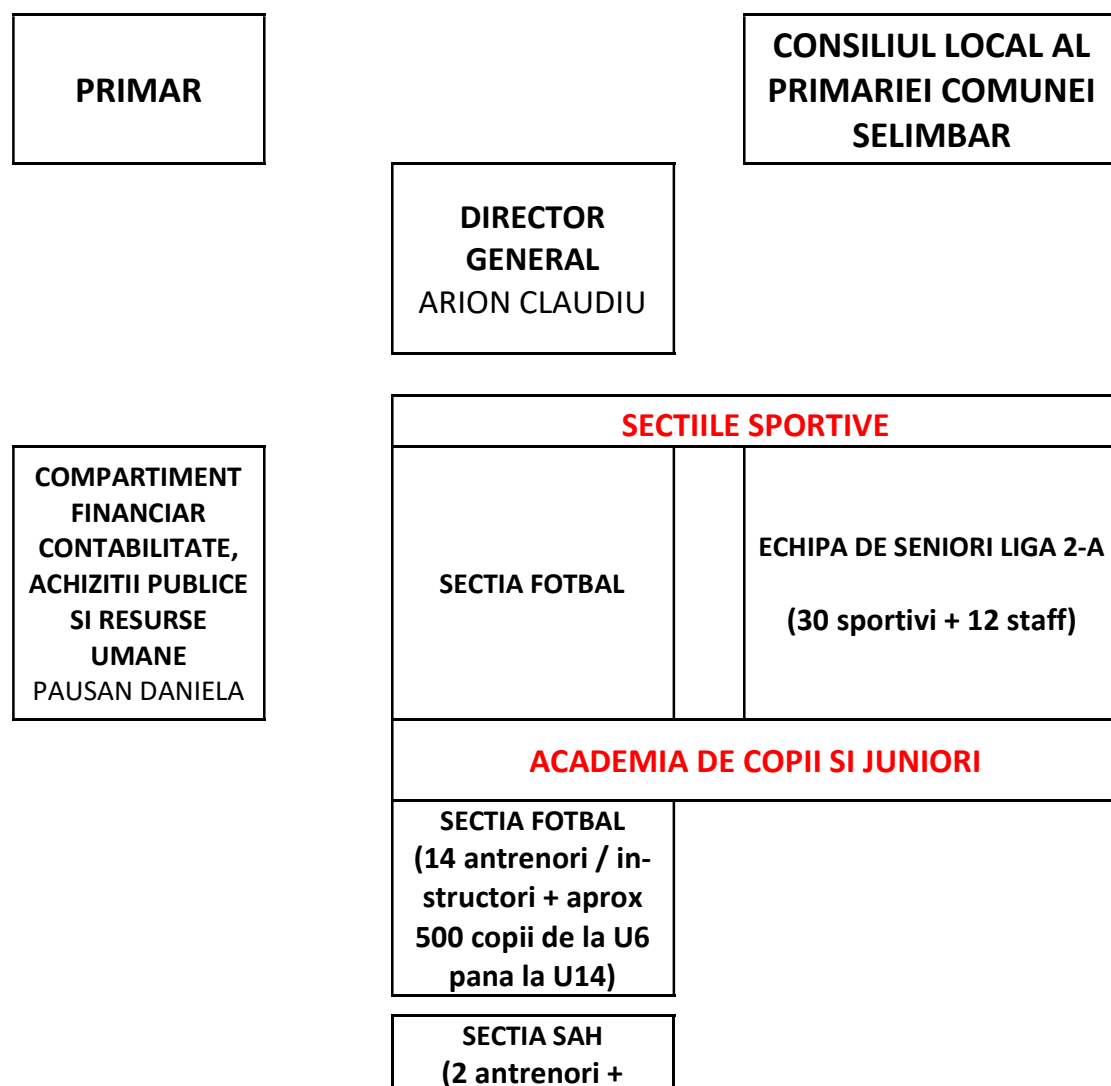 PRIMAR
CONSILIUL LOCAL AL
PRIMARIEI COMUNEI
SELIMBAR
DIRECTOR
GENERAL
ARION CLAUDIU
SECTIILE SPORTIVE
COMPARTIMENT
FINANCIAR
CONTABILITATE,
ACHIZITII PUBLICE
SI RESURSE
UMANE
PAUSAN DANIELA
SECTIA FOTBAL
ECHIPA DE SENIORI LIGA 2-A
(30 sportivi + 12 staff)
ACADEMIA DE COPII SI JUNIORI
SECTIA FOTBAL
(14 antrenori / in-
structori + aprox
500 copii de la U6
pana la U14)
SECTIA SAH
(2 antrenori +